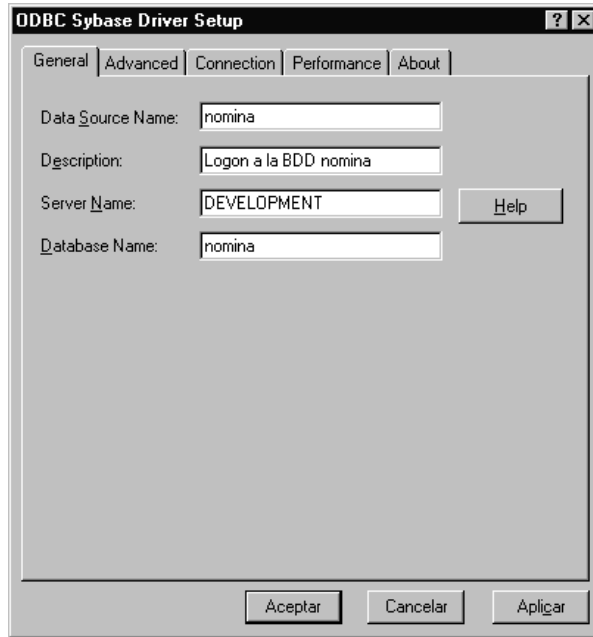 ODBC Sybase Driver Setup
General Advanced Connection Performance About
Data Source Name: nomina
Description: Logon a la BDD nomina
Server Name: DEVELOPMENT Help
Database Name: nomina
Aceptar Cancelar Aplicar